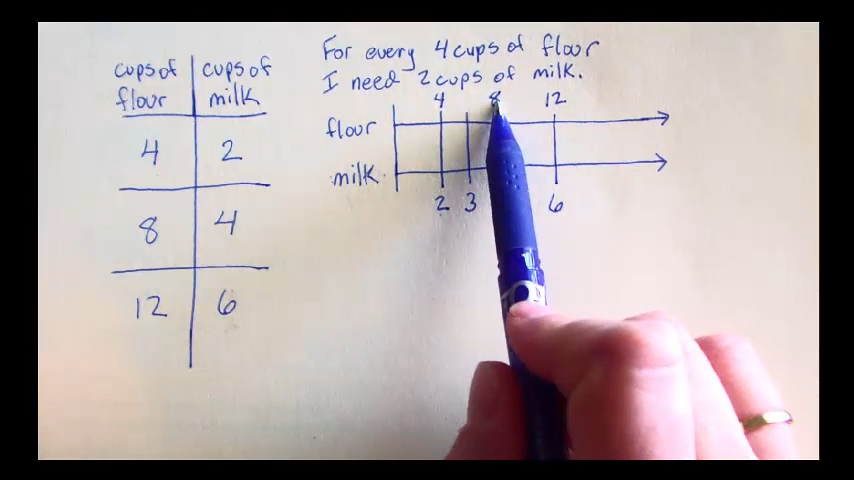 For every 4 cups of flour
I need 2 cups of milk.
cups of flour
cups of milk
4 2
8 4
12 6
4 8 12
flour
milk
2 3 6